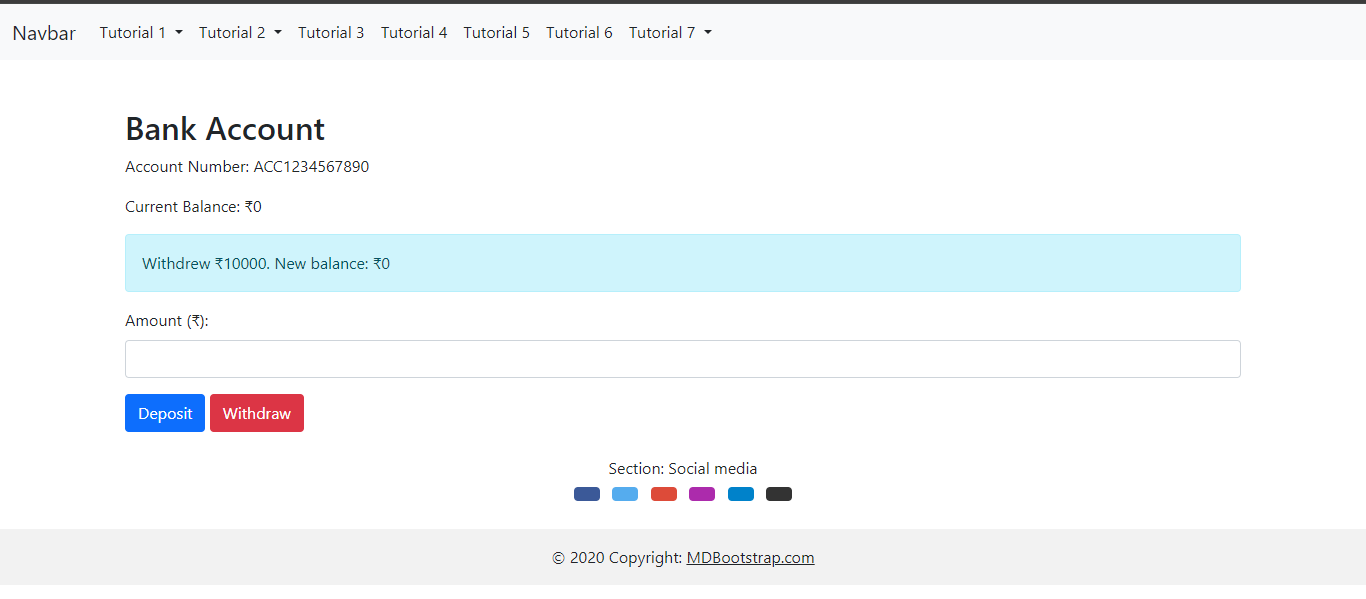 Navbar Tutorial 1 Tutorial 2 Tutorial 3 Tutorial 4 Tutorial 5 Tutorial 6 Tutorial 7
Bank Account
Account Number: ACC1234567890
Current Balance: ₹0
Withdrew ₹10000. New balance: ₹0
Amount (₹):
Deposit Withdraw
Section: Social media
© 2020 Copyright: MDBootstrap.com